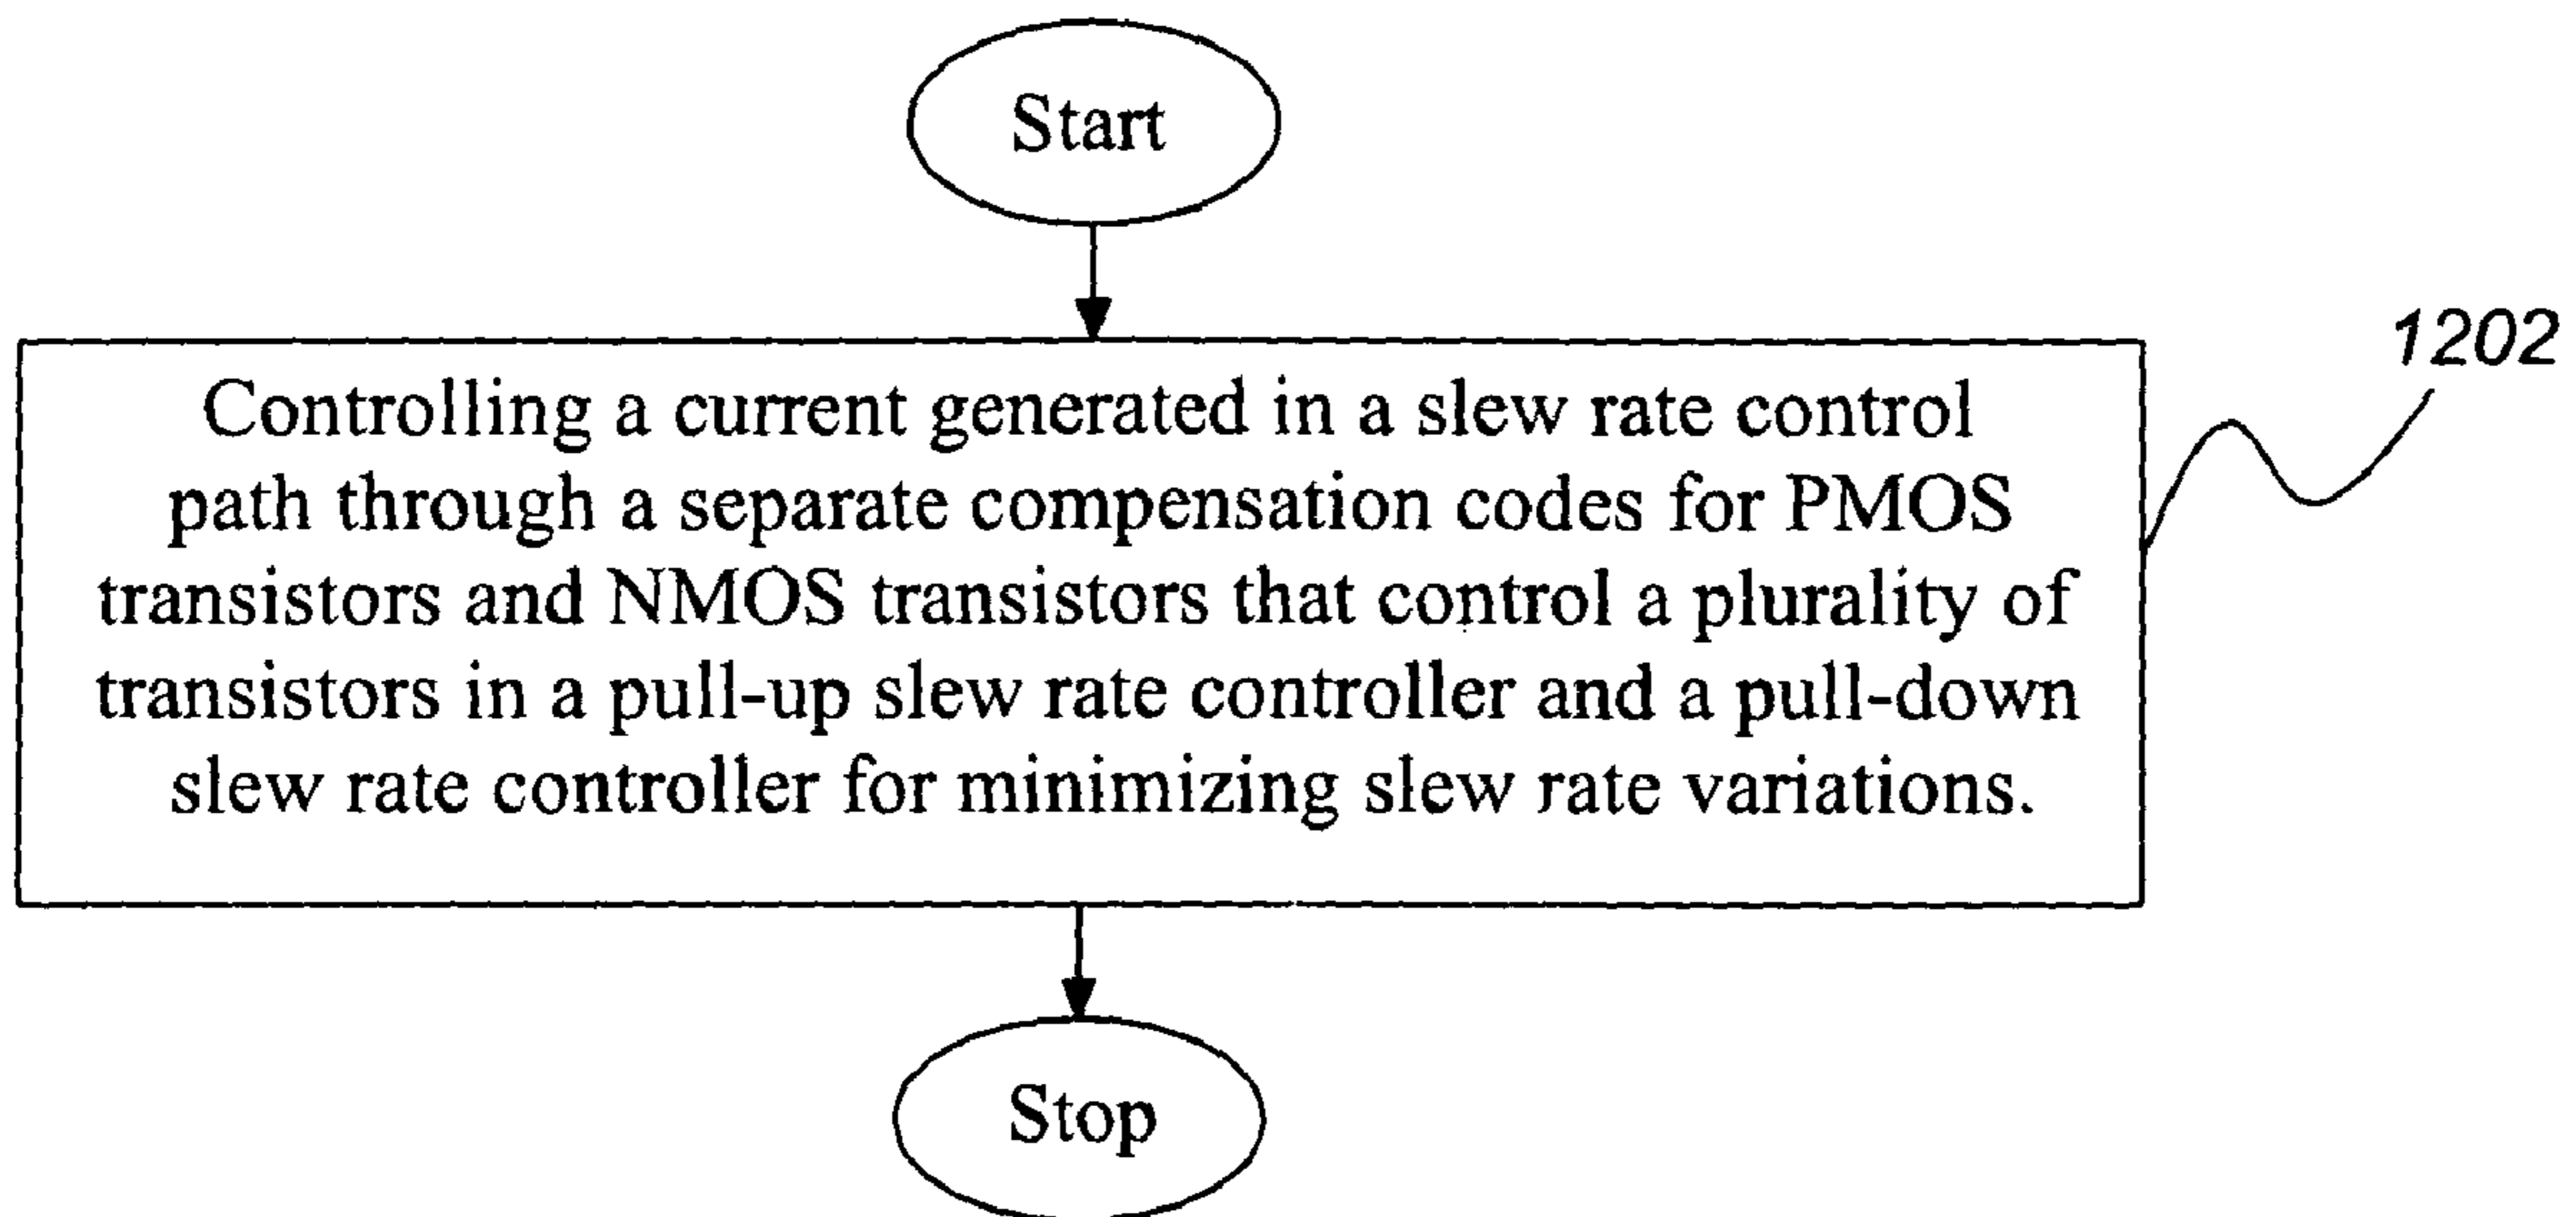 Start
1202
Controlling a current generated in a slew rate control
path through a separate compensation codes for PMOS
transistors and NMOS transistors that control a plurality of
transistors in a pull-up slew rate controller and a pull-down
slew rate controller for minimizing slew rate variations.
Stop